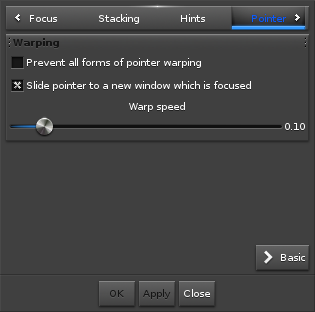 Focus Stacking Hints Pointer
Warping
Prevent all forms of pointer warping
Slide pointer to a new window which is focused
Warp speed
0.10
Basic
OK Apply Close